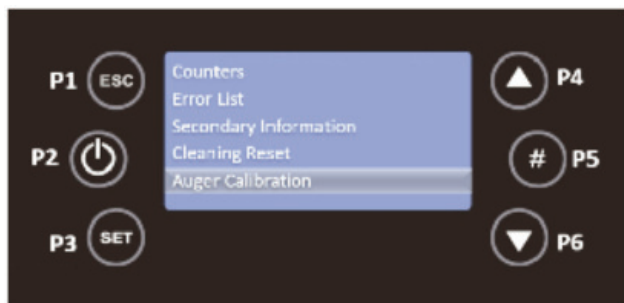 P1 ESC
Counters
Error List
Secondary Information
Cleaning Reset
Auger Calibration
P2
P3 SET
P4
# P5
P6